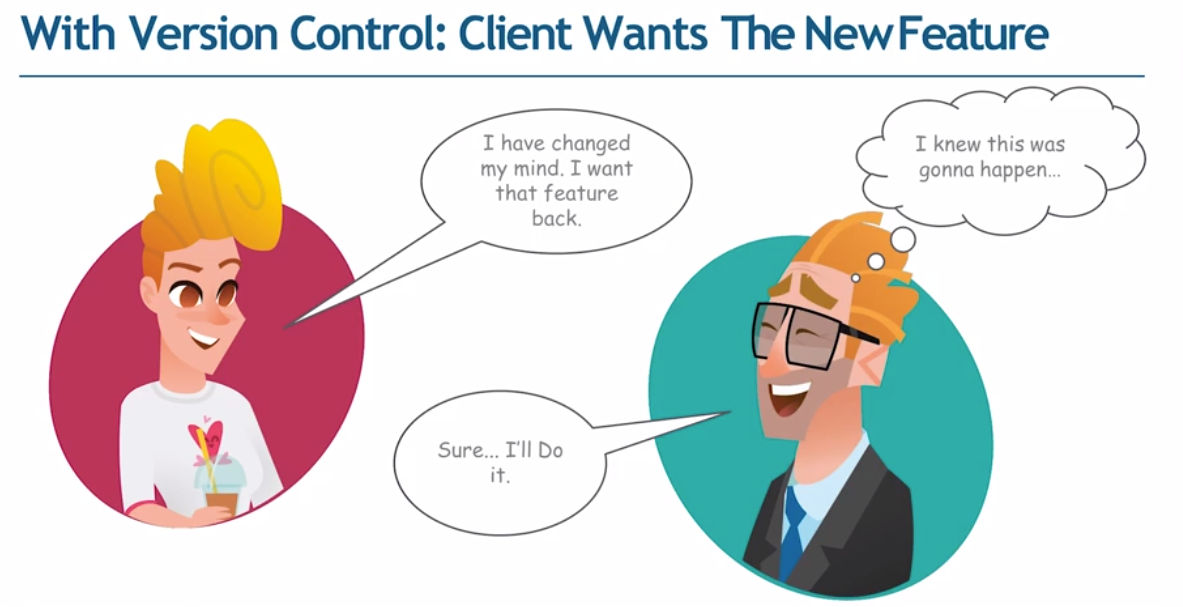 With Version Control: Client Wants The New Feature
I have changed
my mind. I want
that feature
back.
I knew this was
gonna happen...
Sure... I'll Do
it.